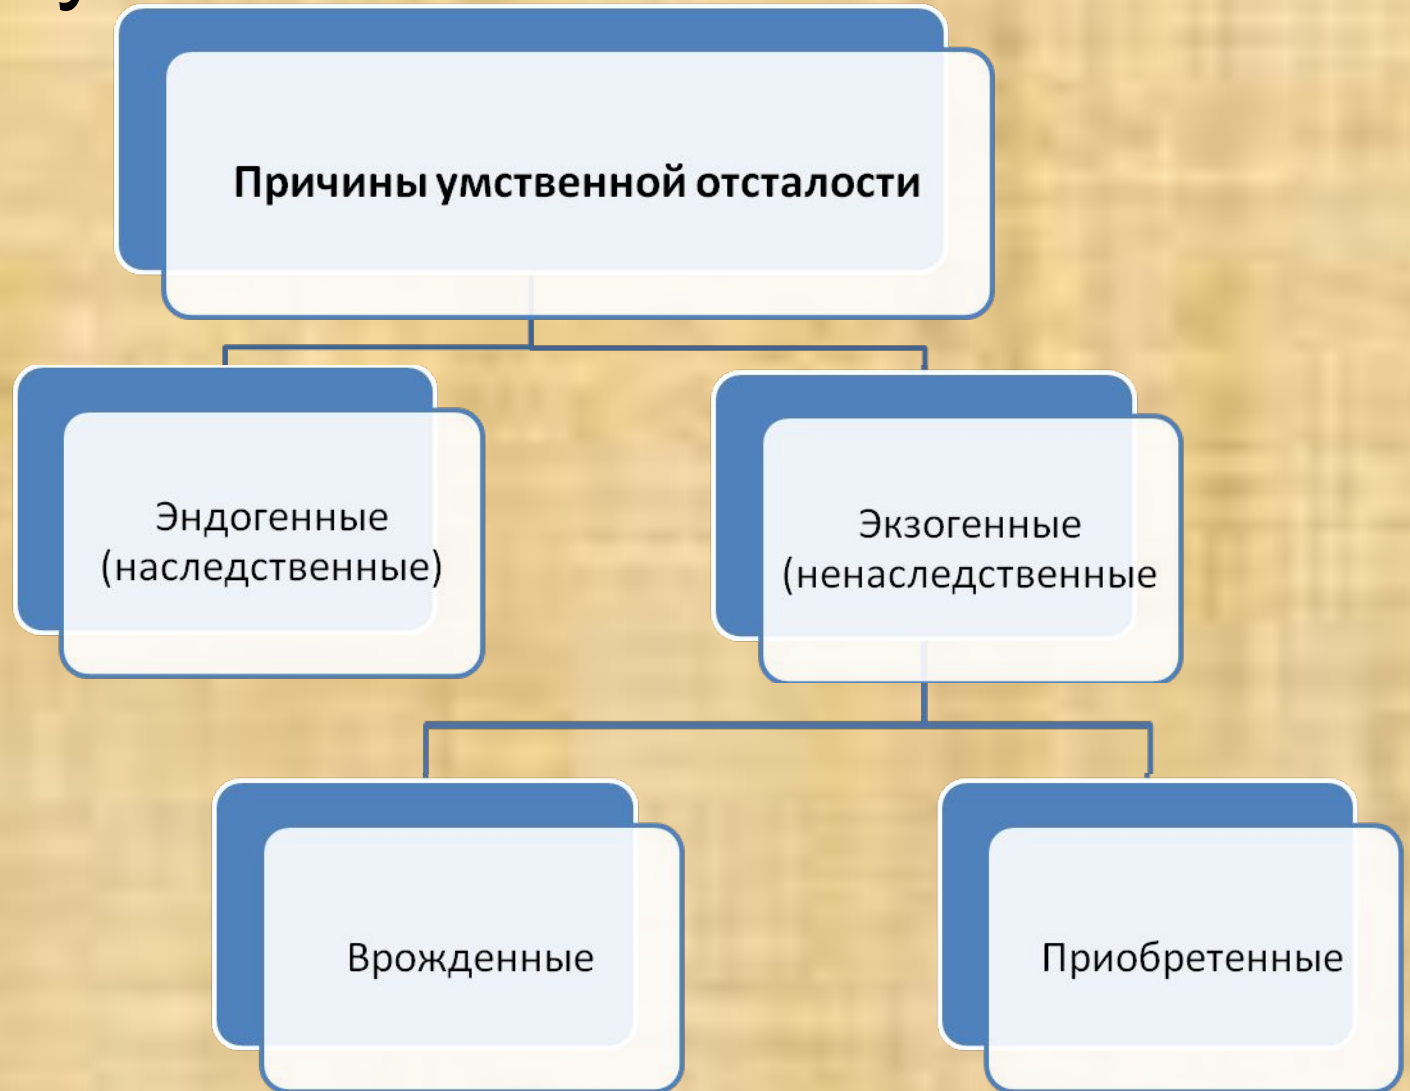 Причины умственной отсталости
Эндогенные
(наследственные)
Экзогенные
(ненаследственные
Врожденные
Приобретенные